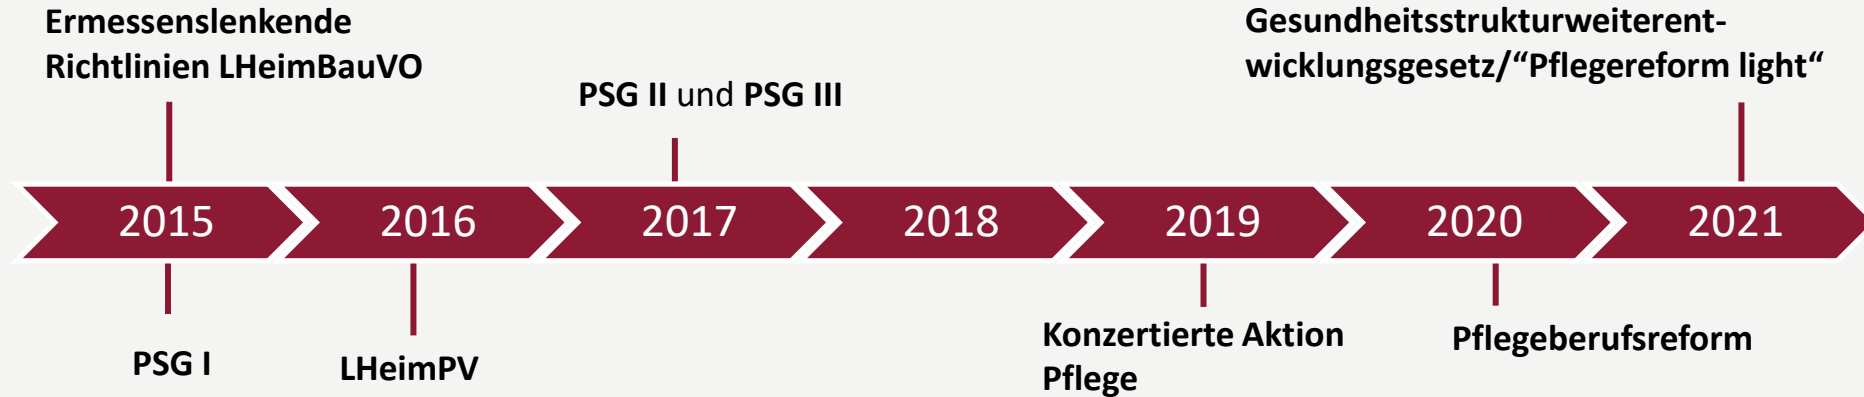 Ermessenslenkende
Richtlinien LHeimBauVO
PSG II und PSG III
Gesundheitsstrukturweiterent-
wicklungsgesetz/“Pflegereform light“
2015
2016
2017
2018
2019
2020
2021
PSG I
LHeimPV
Konzertierte Aktion
Pflege
Pflegeberufsreform